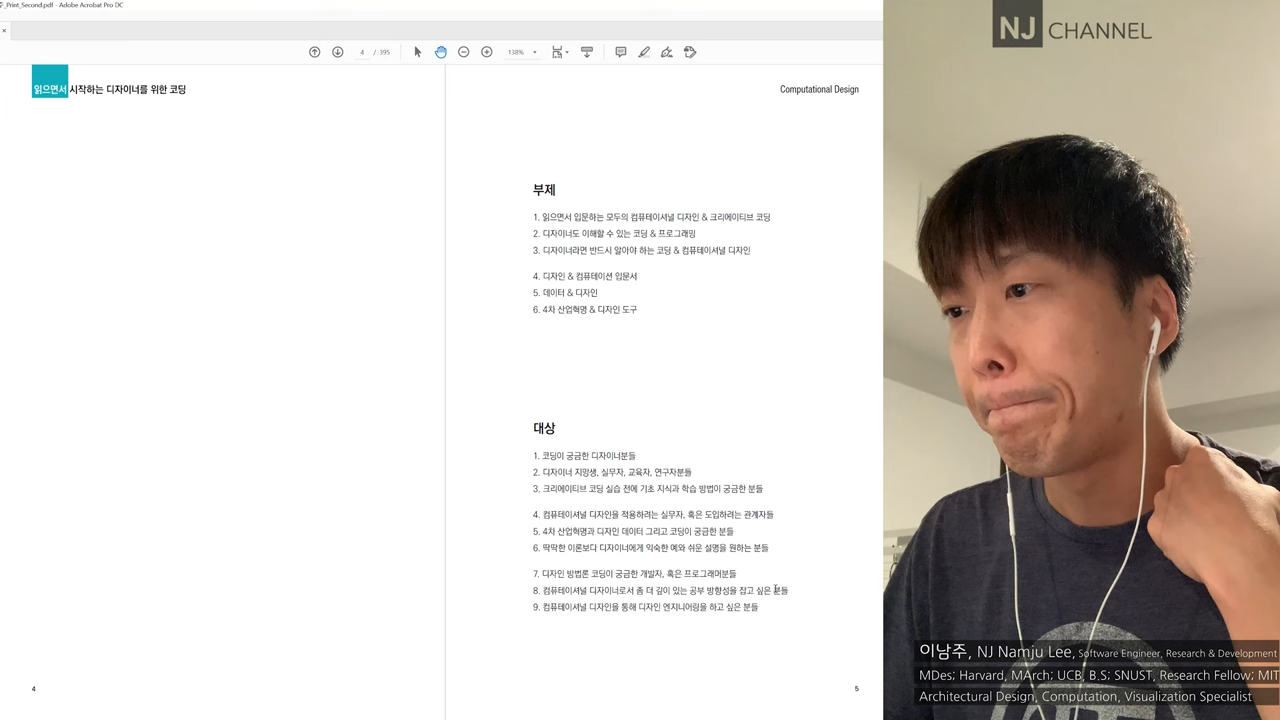 _Print_Second.pdf - Adobe Acrobat Pro DC
NJ CHANNEL
4 / 395
138%
읽으면서 시작하는 디자이너를 위한 코딩
Computational Design
부제
1. 읽으면서 입문하는 모두의 컴퓨테이셔널 디자인 & 크리에이티브 코딩
2. 디자이너도 이해할 수 있는 코딩 & 프로그래밍
3. 디자이너라면 반드시 알아야 하는 코딩 & 컴퓨테이셔널 디자인
4. 디자인 & 컴퓨테이션 입문서
5. 데이터 & 디자인
6. 4차 산업혁명 & 디자인 도구
대상
1. 코딩이 궁금한 디자이너분들
2. 디자이너 지망생, 실무자, 교육자, 연구자분들
3. 크리에이티브 코딩 실습 전에 기초 지식과 학습 방법이 궁금한 분들
4. 컴퓨테이셔널 디자인을 적용하려는 실무자, 혹은 도입하려는 관계자들
5. 4차 산업혁명과 디자인 데이터 그리고 코딩이 궁금한 분들
6. 딱딱한 이론보다 디자이너에게 익숙한 예와 쉬운 설명을 원하는 분들
7. 디자인 방법론 코딩이 궁금한 개발자, 혹은 프로그래머분들
8. 컴퓨테이셔널 디자이너로서 좀 더 깊이 있는 공부 방향성을 잡고 싶은 분들
9. 컴퓨테이셔널 디자인을 통해 디자인 엔지니어링을 하고 싶은 분들
4
5
이남주, NJ Namju Lee, Software Engineer, Research & Development
MDes; Harvard, MArch; UCB, B.S; SNUST, Research Fellow; MIT
Architectural Design, Computation, Visualization Specialist